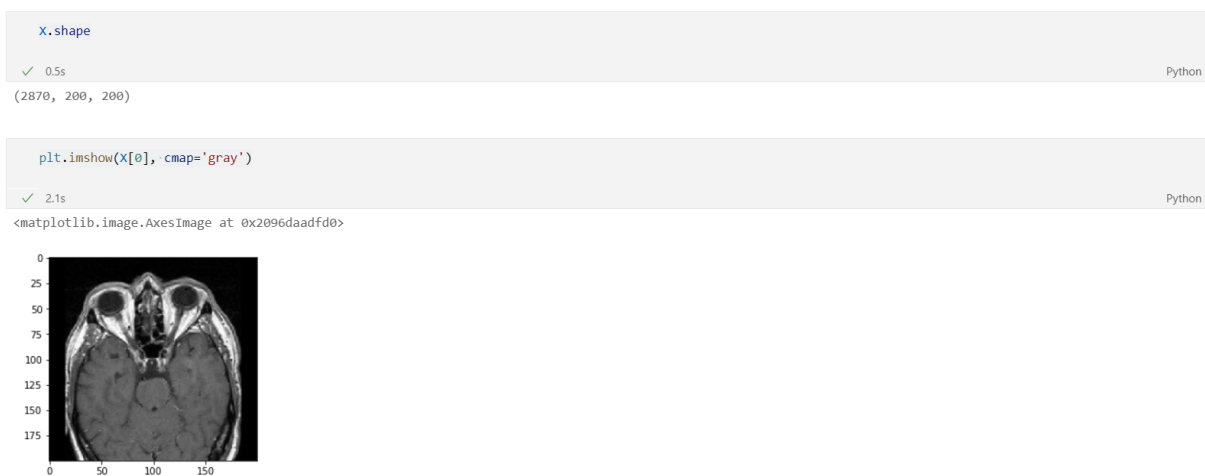 X.shape
✓ 0.5s
Python
(2870, 200, 200)
plt.imshow(X[0], cmap='gray')
✓ 2.1s
Python
<matplotlib.image.AxesImage at 0x2096daadfd0>
0
25
50
75
100
125
150
175
0 50 100 150